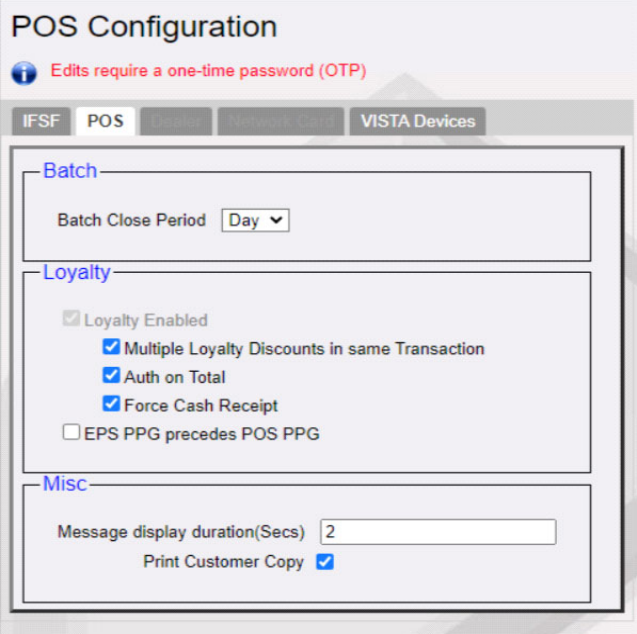 POS Configuration
Edits require a one-time password (OTP)
IFSF POS Dealer Network Card VISTA Devices
Batch
Batch Close Period Day
Loyalty
Loyalty Enabled
Multiple Loyalty Discounts in same Transaction
Auth on Total
Force Cash Receipt
EPS PPG precedes POS PPG
Misc
Message display duration(Secs) 2
Print Customer Copy